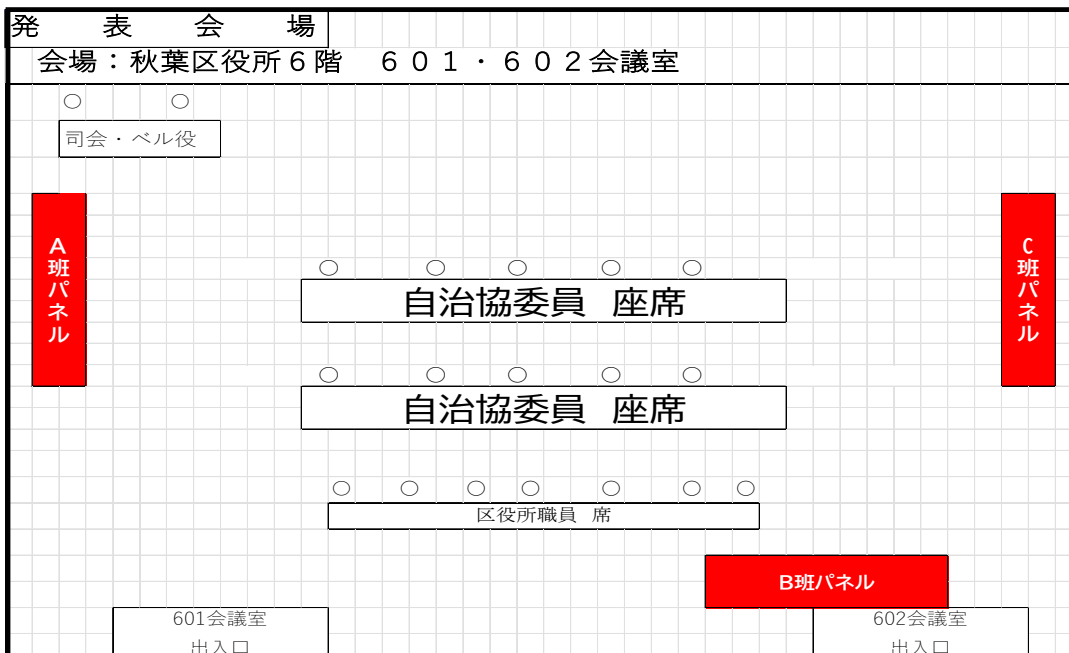 発　表　会　場
会場：秋葉区役所６階　６０１・６０２会議室
○ ○
司会・ベル役
A班パネル
C班パネル
○ ○ ○ ○ ○
自治協委員 座席
○ ○ ○ ○ ○
自治協委員 座席
○ ○ ○ ○ ○ ○ ○
区役所職員 席
B班パネル
601会議室
出入口
602会議室
出入口